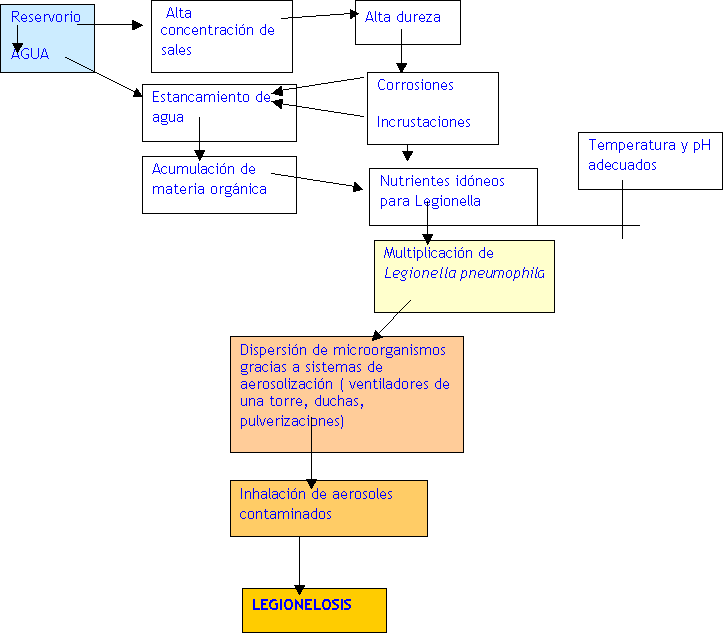 Reservorio
AGUA
Alta
concentración de
sales
Alta dureza
Corrosiones
Incrustaciones
Estancamiento de
agua
Temperatura y pH
adecuados
Acumulación de
materia orgánica
Nutrientes idóneos
para Legionella
Multiplicación de
Legionella pneumophila
Dispersión de microorganismos
gracias a sistemas de
aerosolización ( ventiladores de
una torre, duchas,
pulverizaciones)
Inhalación de aerosoles
contaminados
LEGIONELOSIS